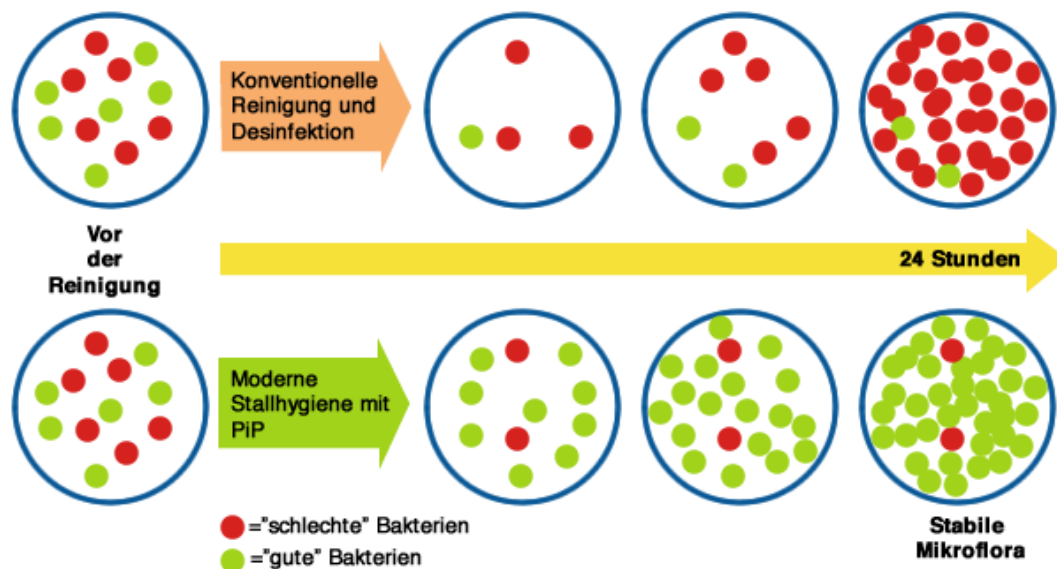 Konventionelle
Reinigung und
Desinfektion
Vor
der
Reinigung
24 Stunden
Moderne
Stallhygiene mit
PiP
="schlechte" Bakterien
="gute" Bakterien
Stabile
Mikroflora